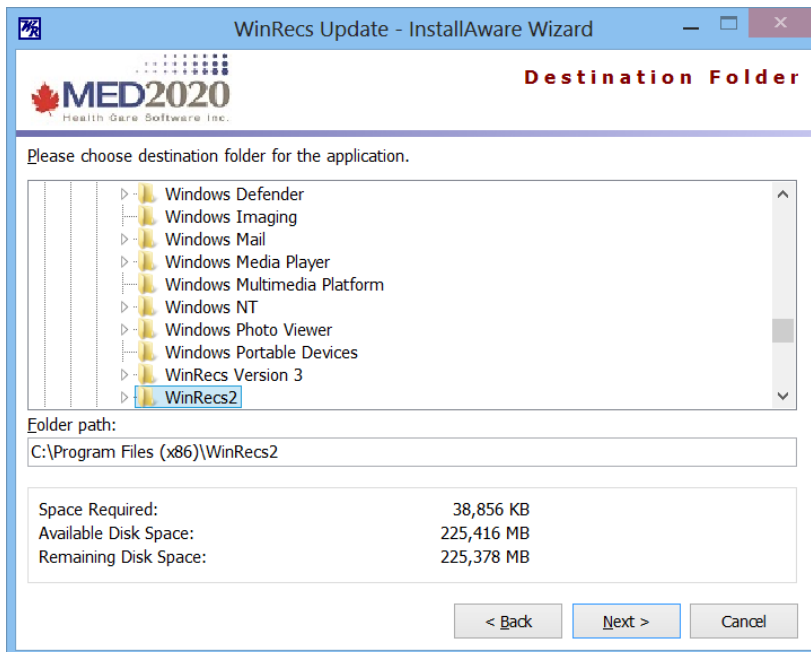 WR
WinRecs Update - InstallAware Wizard
MED2020
Health Care Software Inc.
Destination Folder
Please choose destination folder for the application.
Windows Defender
Windows Imaging
Windows Mail
Windows Media Player
Windows Multimedia Platform
Windows NT
Windows Photo Viewer
Windows Portable Devices
WinRecs Version 3
WinRecs2
Folder path:
C:\Program Files (x86)\WinRecs2
Space Required: 38,856 KB
Available Disk Space: 225,416 MB
Remaining Disk Space: 225,378 MB
< Back Next > Cancel